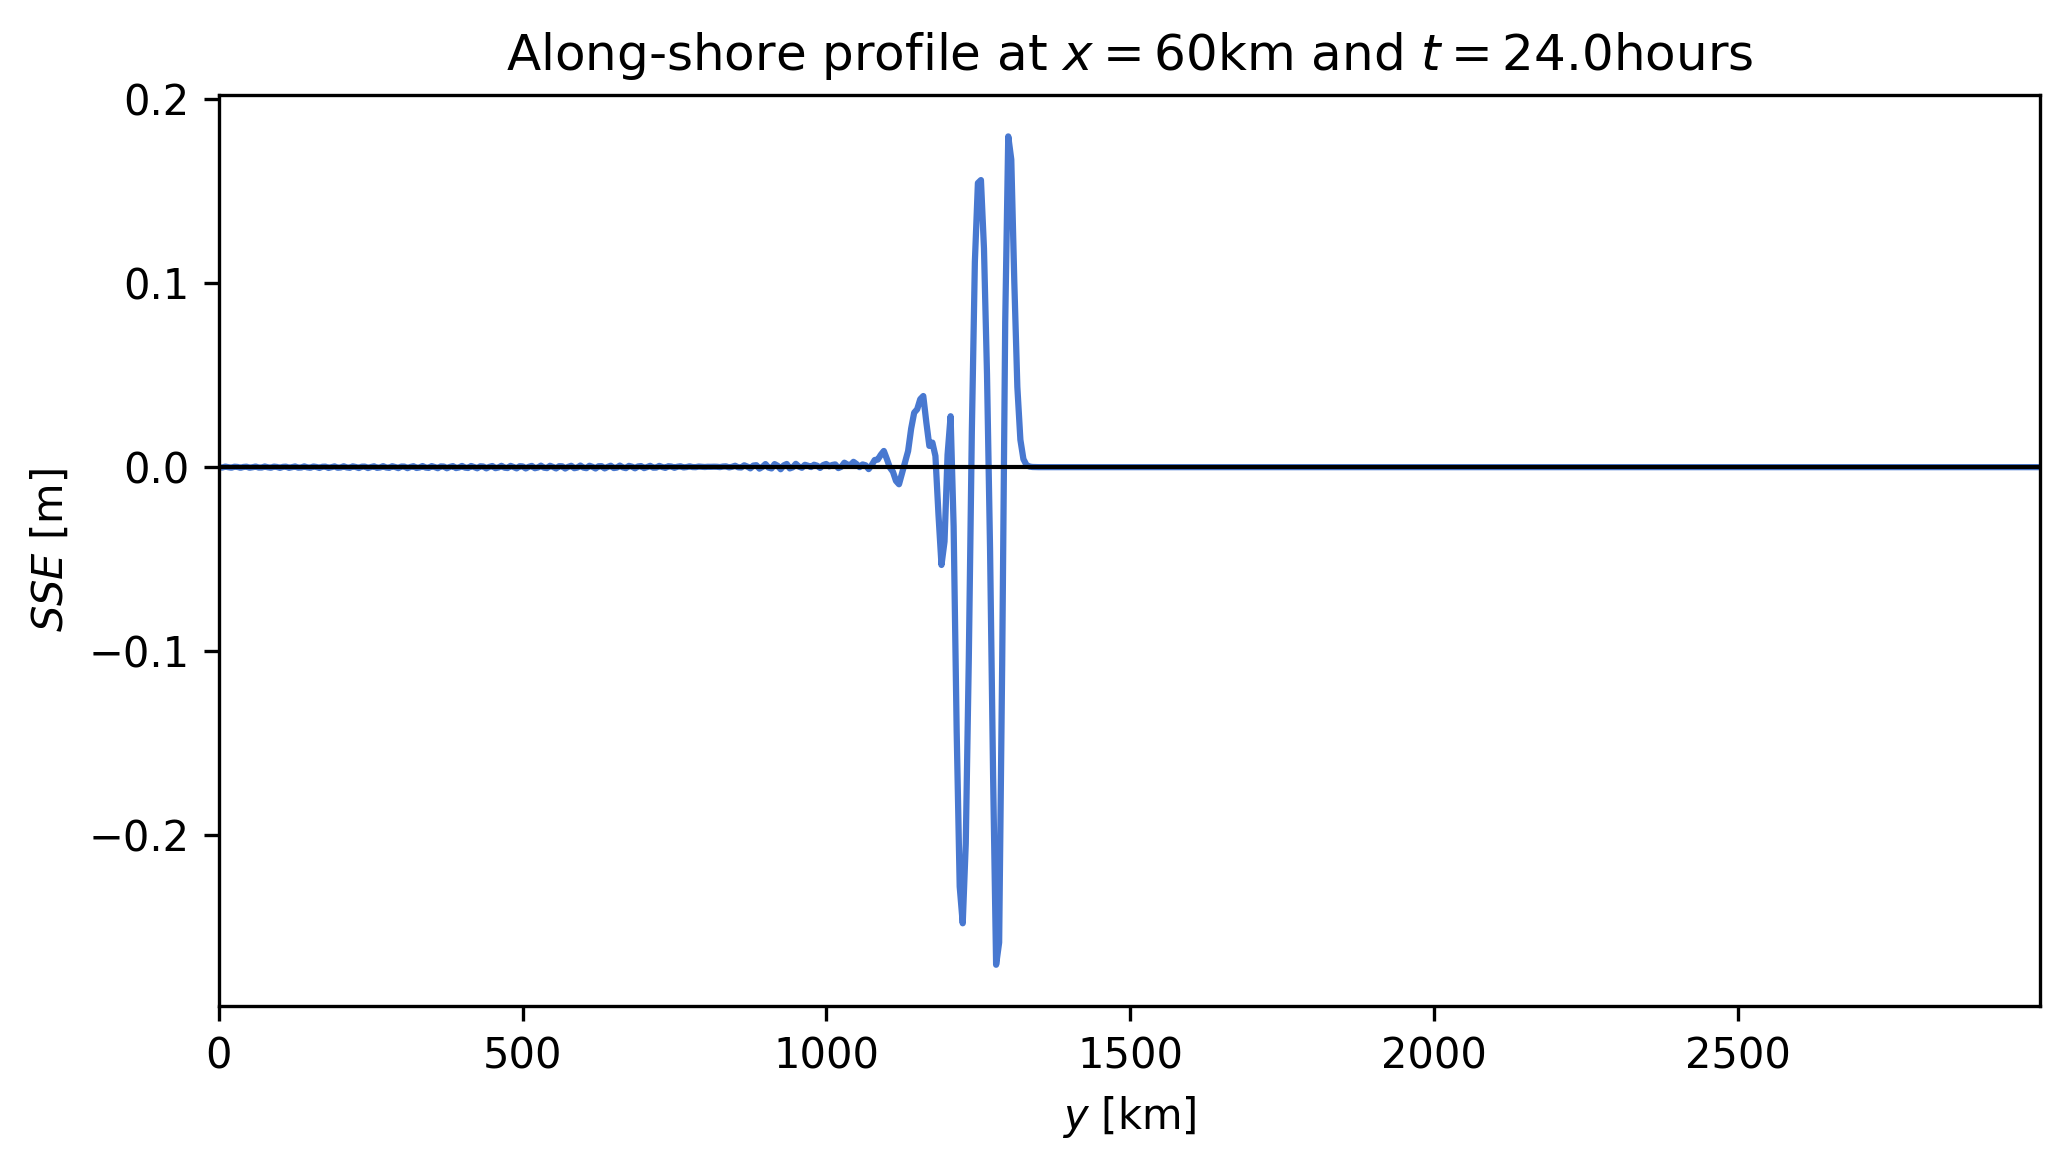 Along-shore profile at x = 60km and t = 24.0hours
0.2
0.1
0.0
−0.1
−0.2
SSE [m]
0 500 1000 1500 2000 2500
y [km]